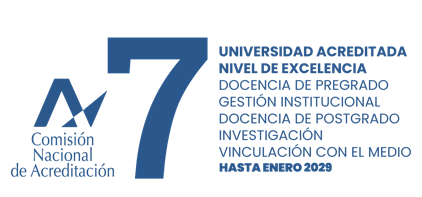 Comisión
Nacional
de Acreditación
7
UNIVERSIDAD ACREDITADA
NIVEL DE EXCELENCIA
DOCENCIA DE PREGRADO
GESTIÓN INSTITUCIONAL
DOCENCIA DE POSTGRADO
INVESTIGACIÓN
VINCULACIÓN CON EL MEDIO
HASTA ENERO 2029